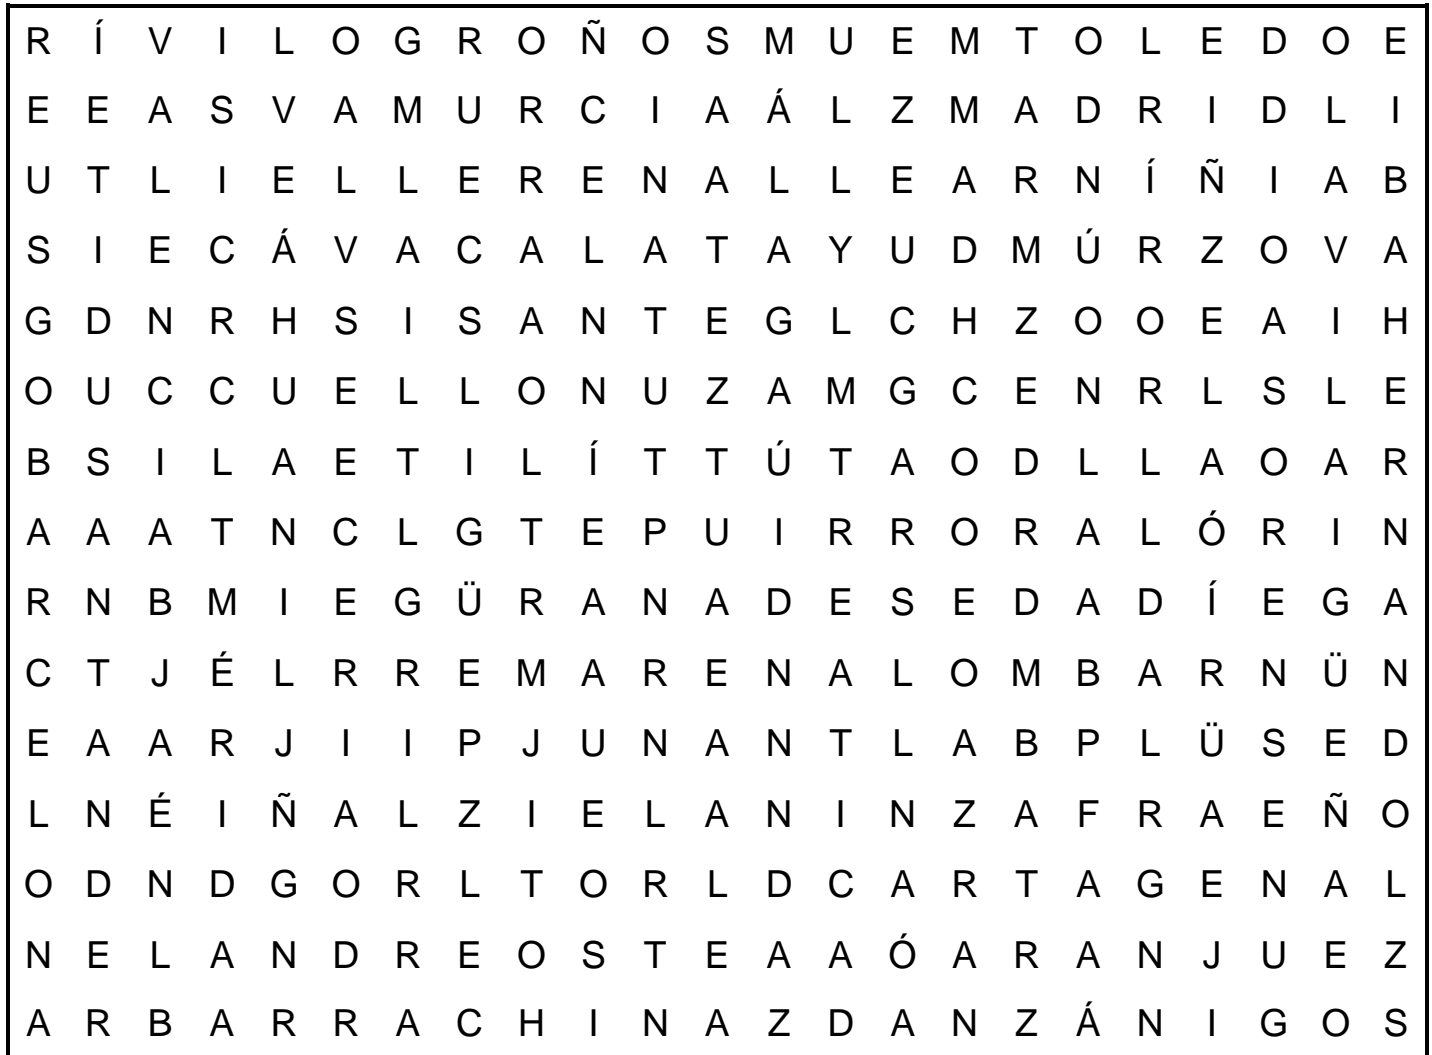 R Í V I L O G R O Ñ O S M U E M T O L E D O E
E E A S V A M U R C I A Á L Z M A D R I D L I
U T L I E L L E R E N A L L E A R N Í Ñ I A B
S I E C Á V A C A L A T A Y U D M Ú R Z O V A
G D N R H S I S A N T E G L C H Z O O E A I H
O U C C U E L L O N U Z A M G C E N R L S L E
B S I L A E T I L Í T T Ú T A O D L L A O A R
A A A T N C L G T E P U I R R O R A L Ó R I N
R N B M I E G Ü R A N A D E S E D A D Í E G A
C T J É L R R E M A R E N A L O M B A R N Ü N
E A A R J I I P J U N A N T L A B P L Ü S E D
L N É I Ñ A L Z I E L A N I N Z A F R A E Ñ O
O D N D G O R L T O R L D C A R T A G E N A L
N E L A N D R E O S T E A A Ó A R A N J U E Z
A R B A R R A C H I N A Z D A N Z Á N I G O S